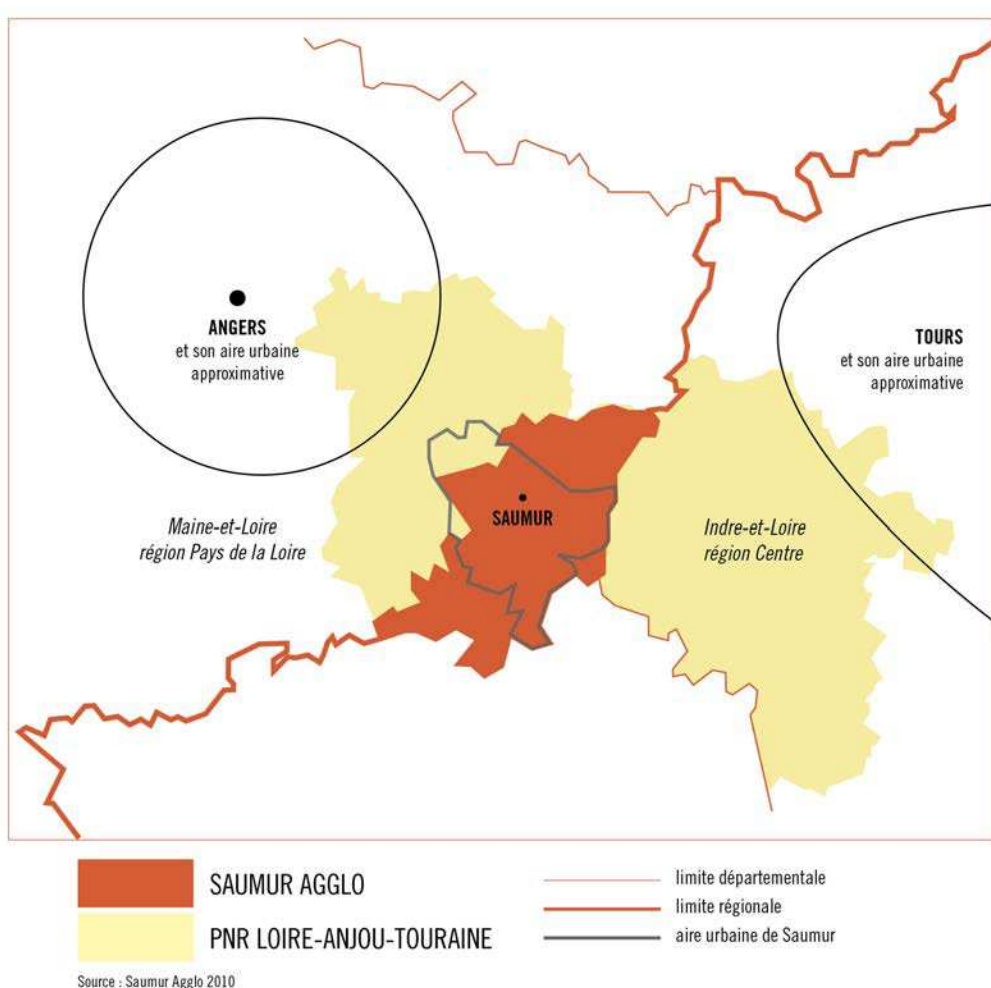 ANGERS
et son aire urbaine
approximative
TOURS
et son aire urbaine
approximative
SAUMUR
Maine-et-Loire
région Pays de la Loire
Indre-et-Loire
région Centre
SAUMUR AGGLO
PNR LOIRE-ANJOU-TOURAINE
limite départementale
limite régionale
aire urbaine de Saumur
Source : Saumur Agglo 2010